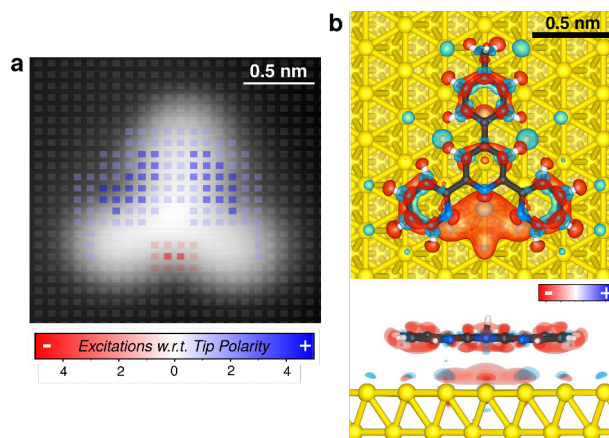 a
0.5 nm
- Excitations w.r.t. Tip Polarity +
4 2 0 2 4
b
0.5 nm
- +